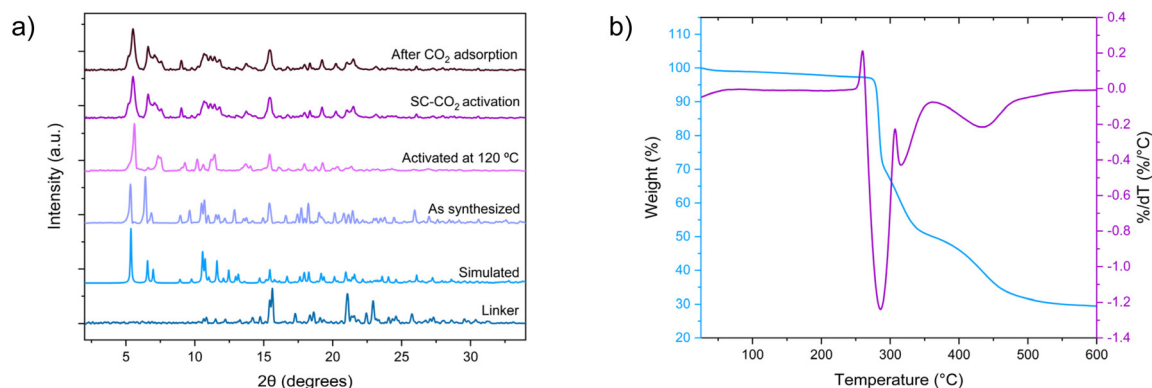 a)
Intensity (a.u.)
After CO₂ adsorption
SC-CO₂ activation
Activated at 120 ºC
As synthesized
Simulated
Linker
5 10 15 20 25 30
2θ (degrees)
b)
Weight (%)
110
100
90
80
70
60
50
40
30
20
100 200 300 400 500 600
Temperature (°C)
0.4
0.2
0.0
-0.2
-0.4
-0.6
-0.8
-1.0
-1.2
-1.4
%/dT (%/°C)